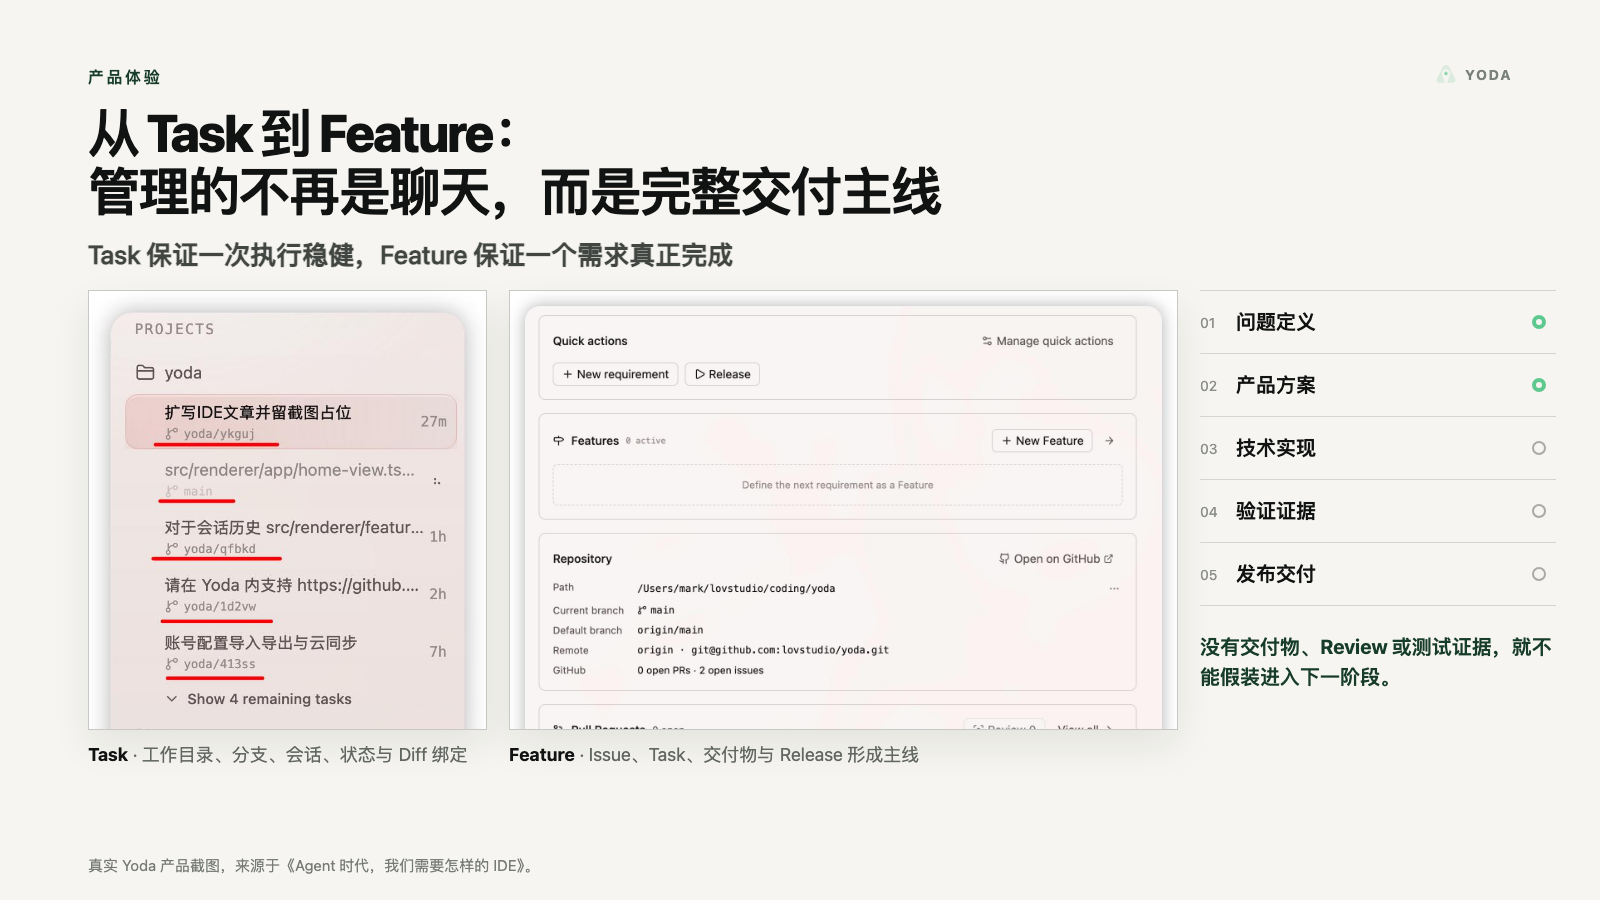 产品体验
YODA
从 Task 到 Feature：
管理的不再是聊天，而是完整交付主线
Task 保证一次执行稳健，Feature 保证一个需求真正完成
PROJECTS
yoda
扩写IDE文章并留截图占位
27m
yoda/ykguj
src/renderer/app/home-view.ts...
main
对于会话历史 src/renderer/featur...
1h
yoda/qfbkd
请在 Yoda 内支持 https://github....
2h
yoda/1d2vw
账号配置导入导出与云同步
7h
yoda/413ss
Show 4 remaining tasks
Task · 工作目录、分支、会话、状态与 Diff 绑定
Quick actions
Manage quick actions
+ New requirement
Release
Features 0 active
+ New Feature →
Define the next requirement as a Feature
Repository
Open on GitHub
Path /Users/mark/lovstudio/coding/yoda ...
Current branch main
Default branch origin/main
Remote origin · git@github.com:lovstudio/yoda.git
GitHub 0 open PRs · 2 open issues
Pull Requests 0 open
Review 0
View all →
Feature · Issue、Task、交付物与 Release 形成主线
01 问题定义
02 产品方案
03 技术实现
04 验证证据
05 发布交付
没有交付物、Review 或测试证据，就不
能假装进入下一阶段。
真实 Yoda 产品截图，来源于《Agent 时代，我们需要怎样的 IDE》。